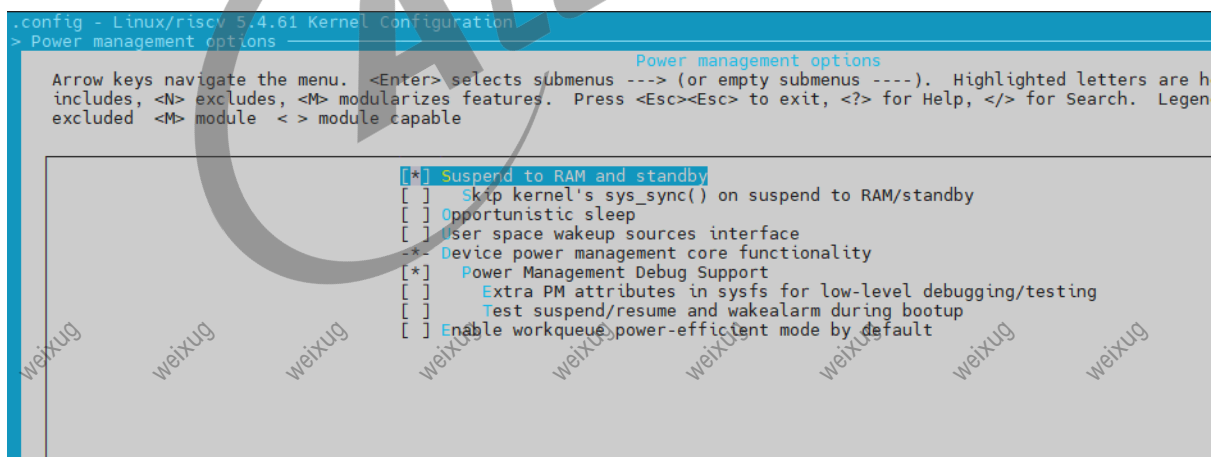 .config - Linux/riscv 5.4.61 Kernel Configuration
> Power management options
Power management options
Arrow keys navigate the menu. <Enter> selects submenus ---> (or empty submenus ----). Highlighted letters are
includes, <N> excludes, <M> modularizes features. Press <Esc><Esc> to exit, <?> for Help, </> for Search.
excluded <M> module < > module capable
[*] Suspend to RAM and standby
[ ] Skip kernel's sys_sync() on suspend to RAM/standby
[ ] Opportunistic sleep
[ ] User space wakeup sources interface
-*- Device power management core functionality
[*] Power Management Debug Support
[ ] Extra PM attributes in sysfs for low-level debugging/testing
[ ] Test suspend/resume and wakealarm during bootup
[ ] Enable workqueue power-efficient mode by default
weixug weixug weixug weixug weixug weixug weixug weixug weixug